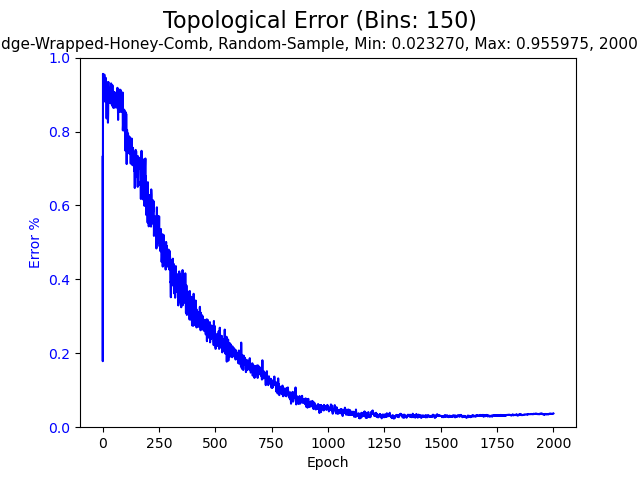 Topological Error (Bins: 150)
dge-Wrapped-Honey-Comb, Random-Sample, Min: 0.023270, Max: 0.955975, 2000
1.0
0.8
0.6
0.4
0.2
0.0
Error %
0 250 500 750 1000 1250 1500 1750 2000
Epoch